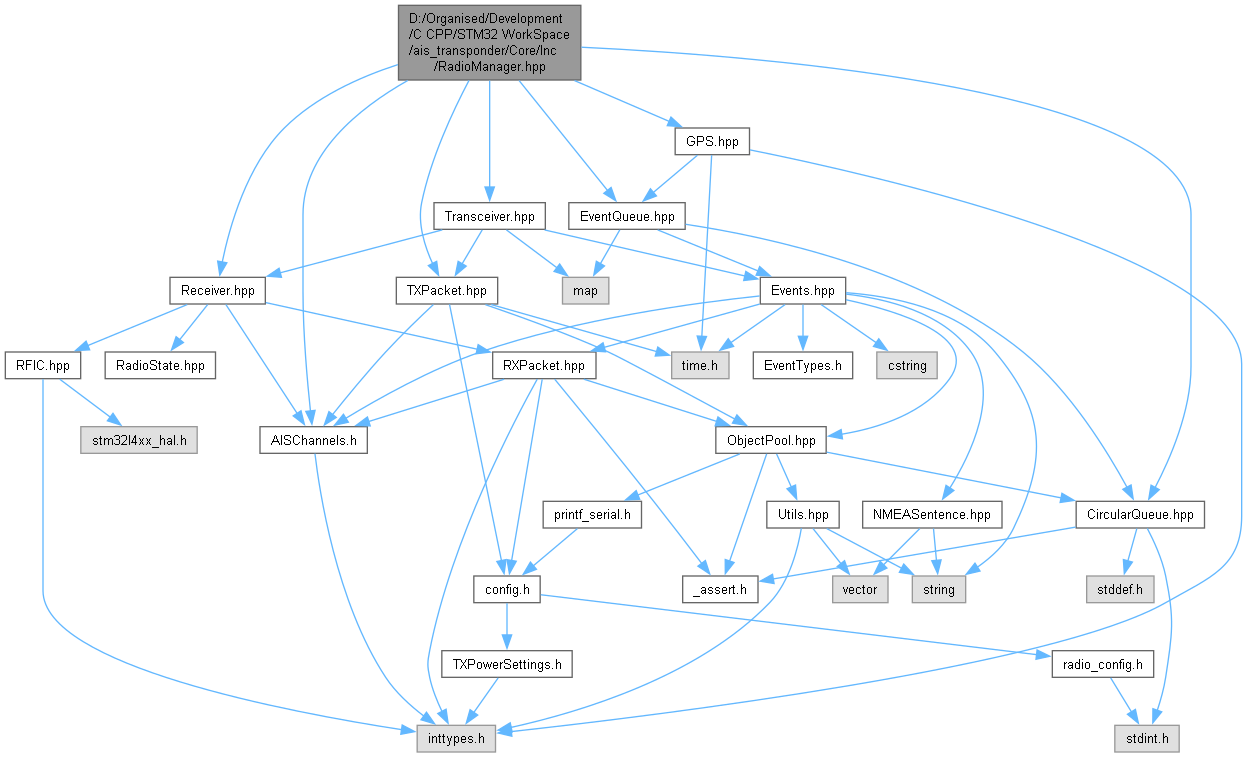 D:/Organised/Development
/C CPP/STM32 WorkSpace
/ais_transponder/Core/Inc
/RadioManager.hpp
GPS.hpp
Transceiver.hpp
EventQueue.hpp
Receiver.hpp
TXPacket.hpp
map
Events.hpp
RFIC.hpp
RadioState.hpp
RXPacket.hpp
time.h
EventTypes.h
cstring
stm32l4xx_hal.h
AISChannels.h
ObjectPool.hpp
printf_serial.h
Utils.hpp
NMEASentence.hpp
CircularQueue.hpp
config.h
_assert.h
vector
string
stddef.h
TXPowerSettings.h
radio_config.h
inttypes.h
stdint.h